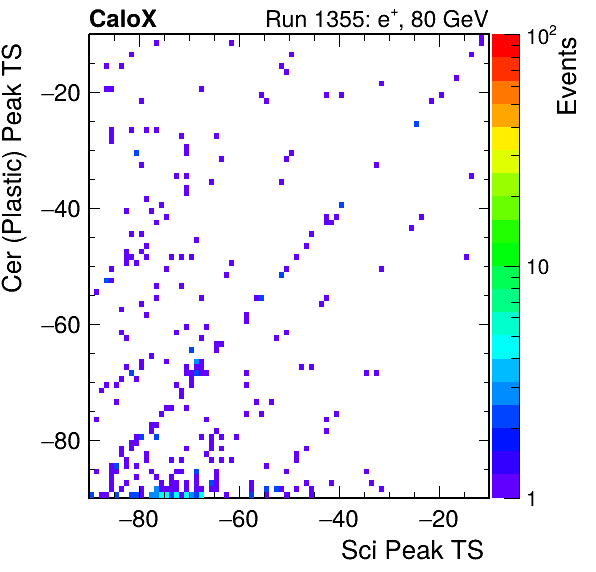 CaloX Run 1355: e⁺, 80 GeV
Cer (Plastic) Peak TS
−20
−40
−60
−80
−80 −60 −40 −20
Sci Peak TS
10²
10
1
Events